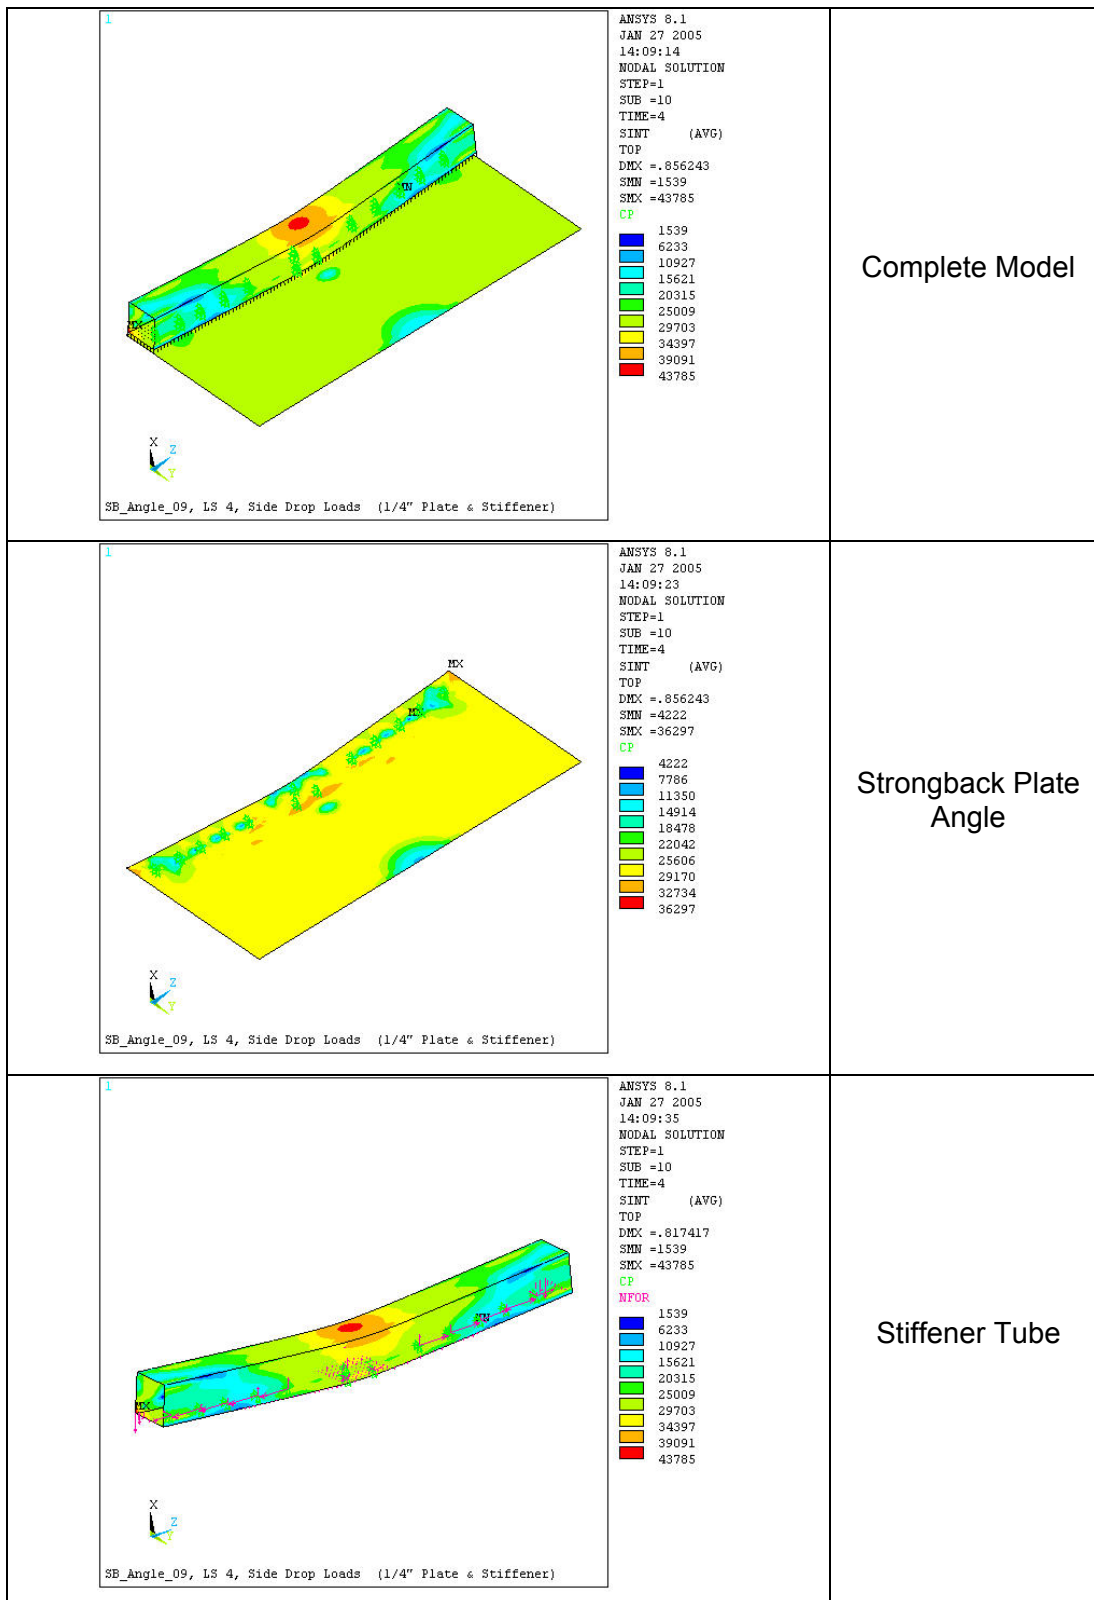 1
ANSYS 8.1
JAN 27 2005
14:09:14
NODAL SOLUTION
STEP=1
SUB =10
TIME=4
SINT (AVG)
TOP
DMX =.856243
SMN =1539
SMX =43785
CP
1539
6233
10927
15621
20315
25009
29703
34397
39091
43785
MN
MX
X
Z
Y
SB_Angle_09, LS 4, Side Drop Loads (1/4" Plate & Stiffener)
Complete Model
1
ANSYS 8.1
JAN 27 2005
14:09:23
NODAL SOLUTION
STEP=1
SUB =10
TIME=4
SINT (AVG)
TOP
DMX =.856243
SMN =4222
SMX =36297
CP
4222
7786
11350
14914
18478
22042
25606
29170
32734
36297
MX
MN
X
Z
Y
SB_Angle_09, LS 4, Side Drop Loads (1/4" Plate & Stiffener)
Strongback Plate
Angle
1
ANSYS 8.1
JAN 27 2005
14:09:35
NODAL SOLUTION
STEP=1
SUB =10
TIME=4
SINT (AVG)
TOP
DMX =.817417
SMN =1539
SMX =43785
CP
NFOR
1539
6233
10927
15621
20315
25009
29703
34397
39091
43785
MN
MX
X
Z
Y
SB_Angle_09, LS 4, Side Drop Loads (1/4" Plate & Stiffener)
Stiffener Tube